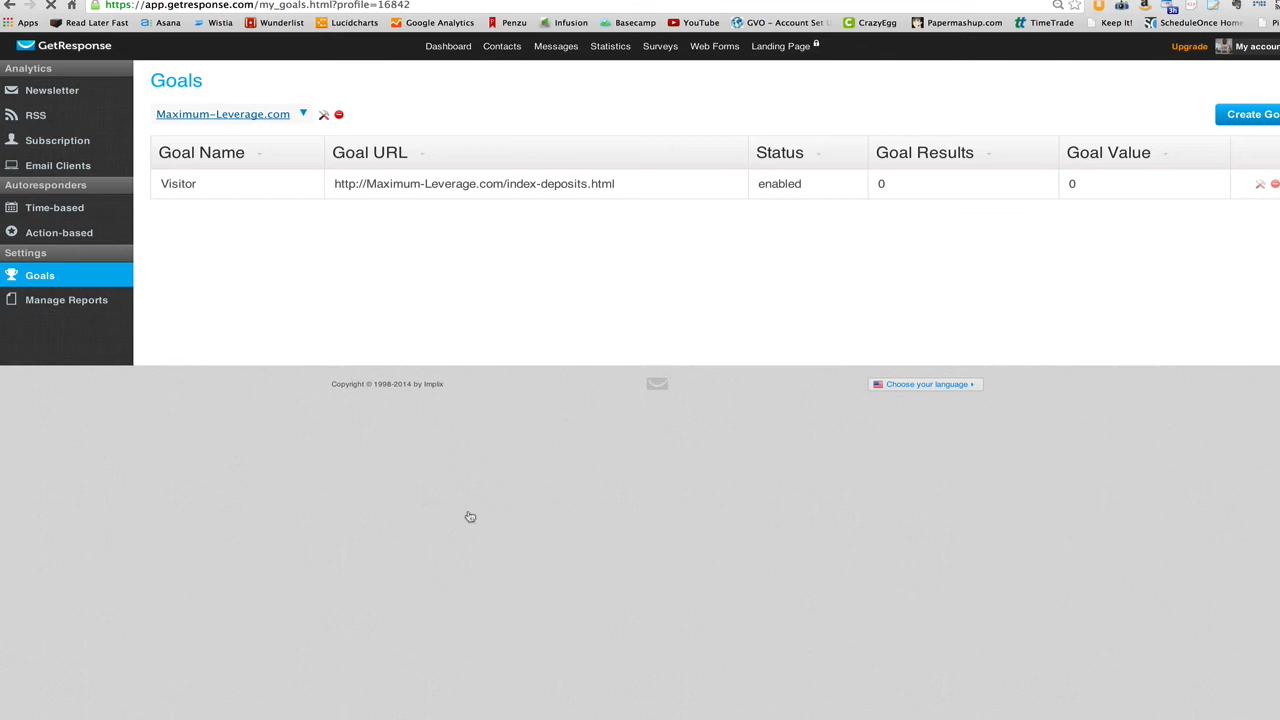 https://app.getresponse.com/my_goals.html?profile=16842
Apps Read Later Fast Asana Wistia Wunderlist Lucidcharts Google Analytics Penzu Infusion Basecamp YouTube GVO - Account Set U CrazyEgg Papermashup.com TimeTrade Keep It! ScheduleOnce Home
GetResponse Dashboard Contacts Messages Statistics Surveys Web Forms Landing Page Upgrade My accou
Analytics
Newsletter
RSS
Subscription
Email Clients
Autoresponders
Time-based
Action-based
Settings
Goals
Manage Reports
Goals
Maximum-Leverage.com Create Go
Goal Name Goal URL Status Goal Results Goal Value
Visitor http://Maximum-Leverage.com/index-deposits.html enabled 0 0
Copyright © 1998-2014 by Implix Choose your language